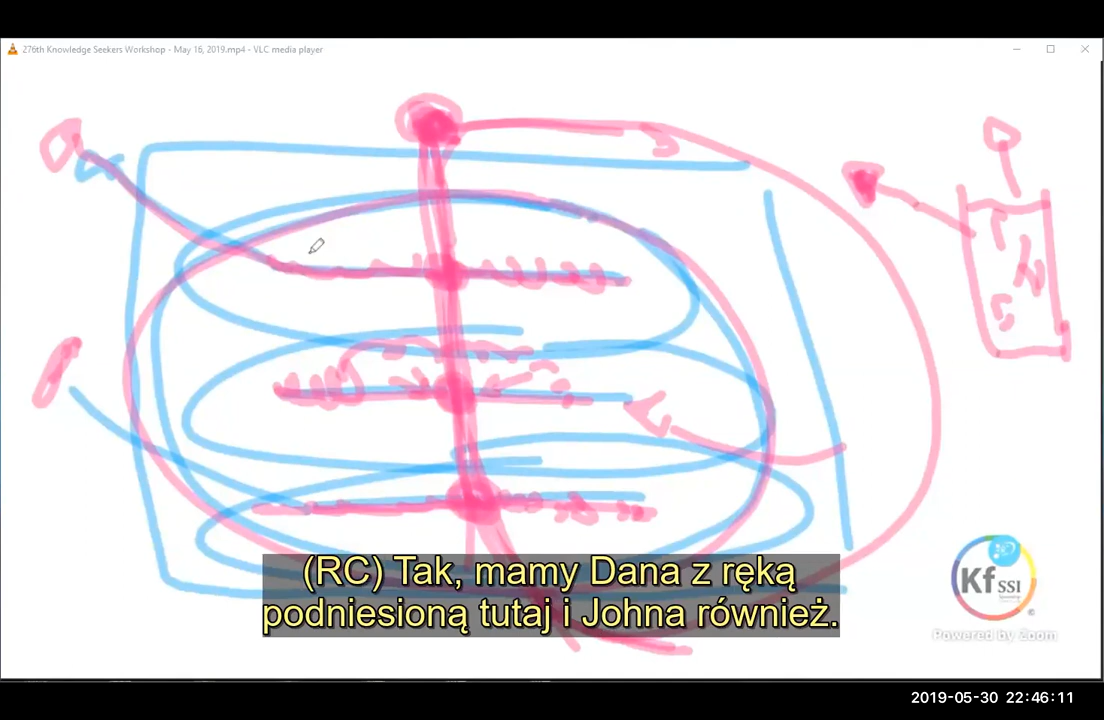 276th Knowledge Seekers Workshop - May 16, 2019.mp4 - VLC media player
(RC) Tak, mamy Dana z ręką
podniesioną tutaj i Johna również.
Kf SSI
Powered by Zoom
2019-05-30 22:46:11